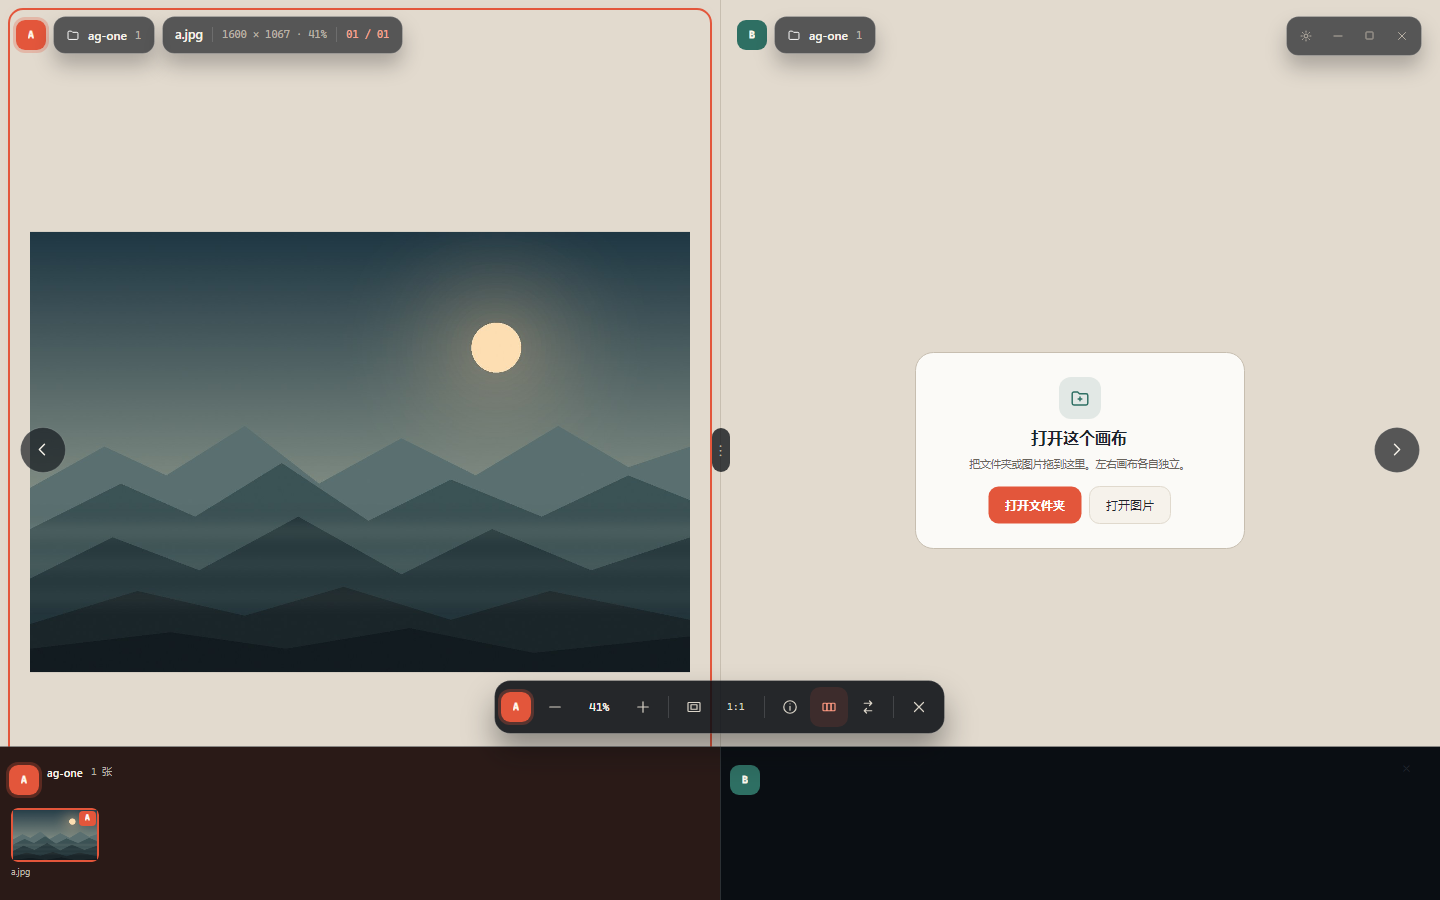 A
ag-one 1
a.jpg 1600 × 1067 · 41% 01 / 01
B
ag-one 1
打开这个画布
把文件夹或图片拖到这里。左右画布各自独立。
打开文件夹
打开图片
A
41%
1:1
A
ag-one 1 张
A
a.jpg
B